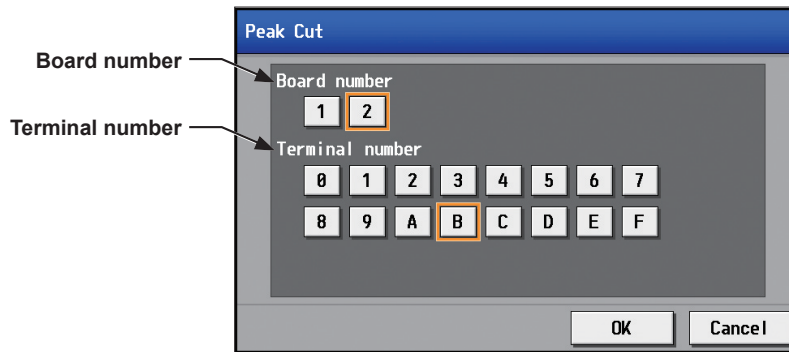 Peak Cut
Board number
Board number
1 2
Terminal number
Terminal number
0 1 2 3 4 5 6 7
8 9 A B C D E F
OK Cancel